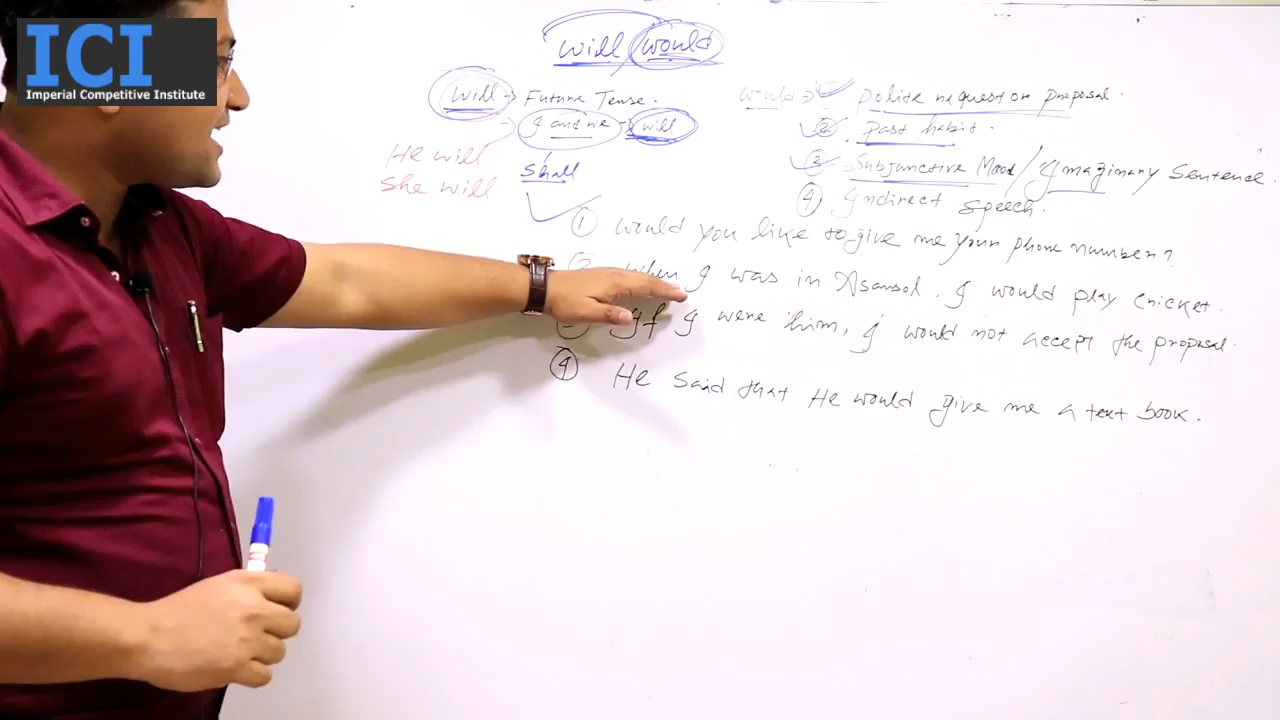 ICI
Imperial Competitive Institute
will would
will → Future Tense.
I and we → will
shall
He will
She will
would → ① polite request or proposal.
② Past habit.
③ Subjunctive Mood / Imaginary Sentence.
④ Indirect speech.
① Would you like to give me your phone number?
② When I was in Asansol. I would play cricket.
If I were him, I would not accept the proposal.
④ He said that He would give me a text book.